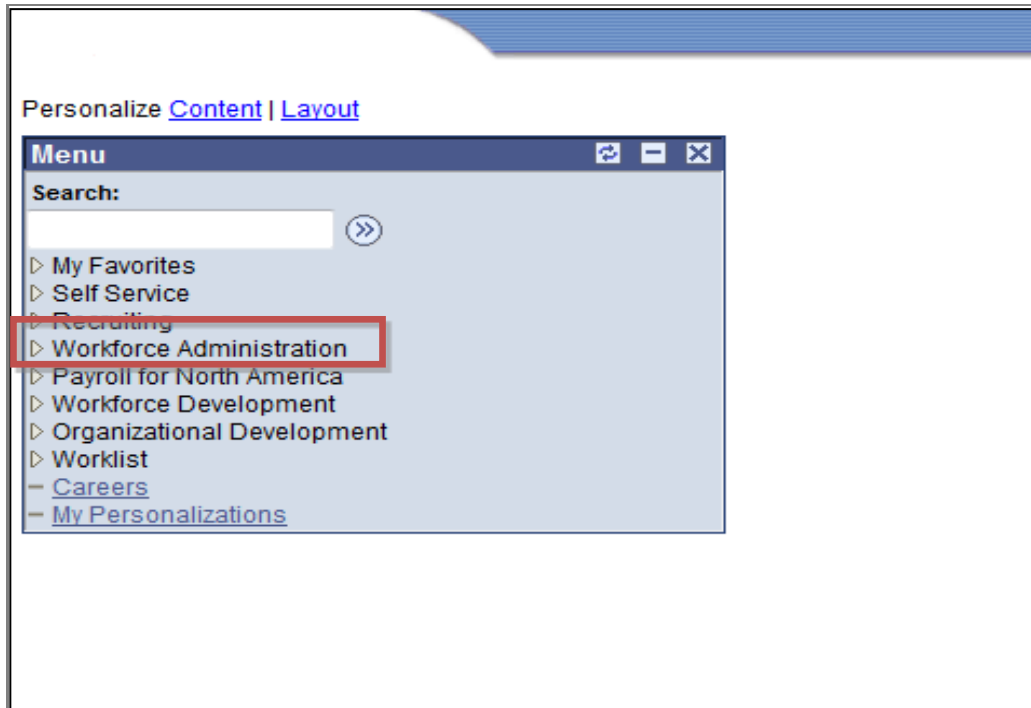 Personalize Content | Layout
Menu
Search:
My Favorites
Self Service
Recruiting
Workforce Administration
Payroll for North America
Workforce Development
Organizational Development
Worklist
Careers
My Personalizations